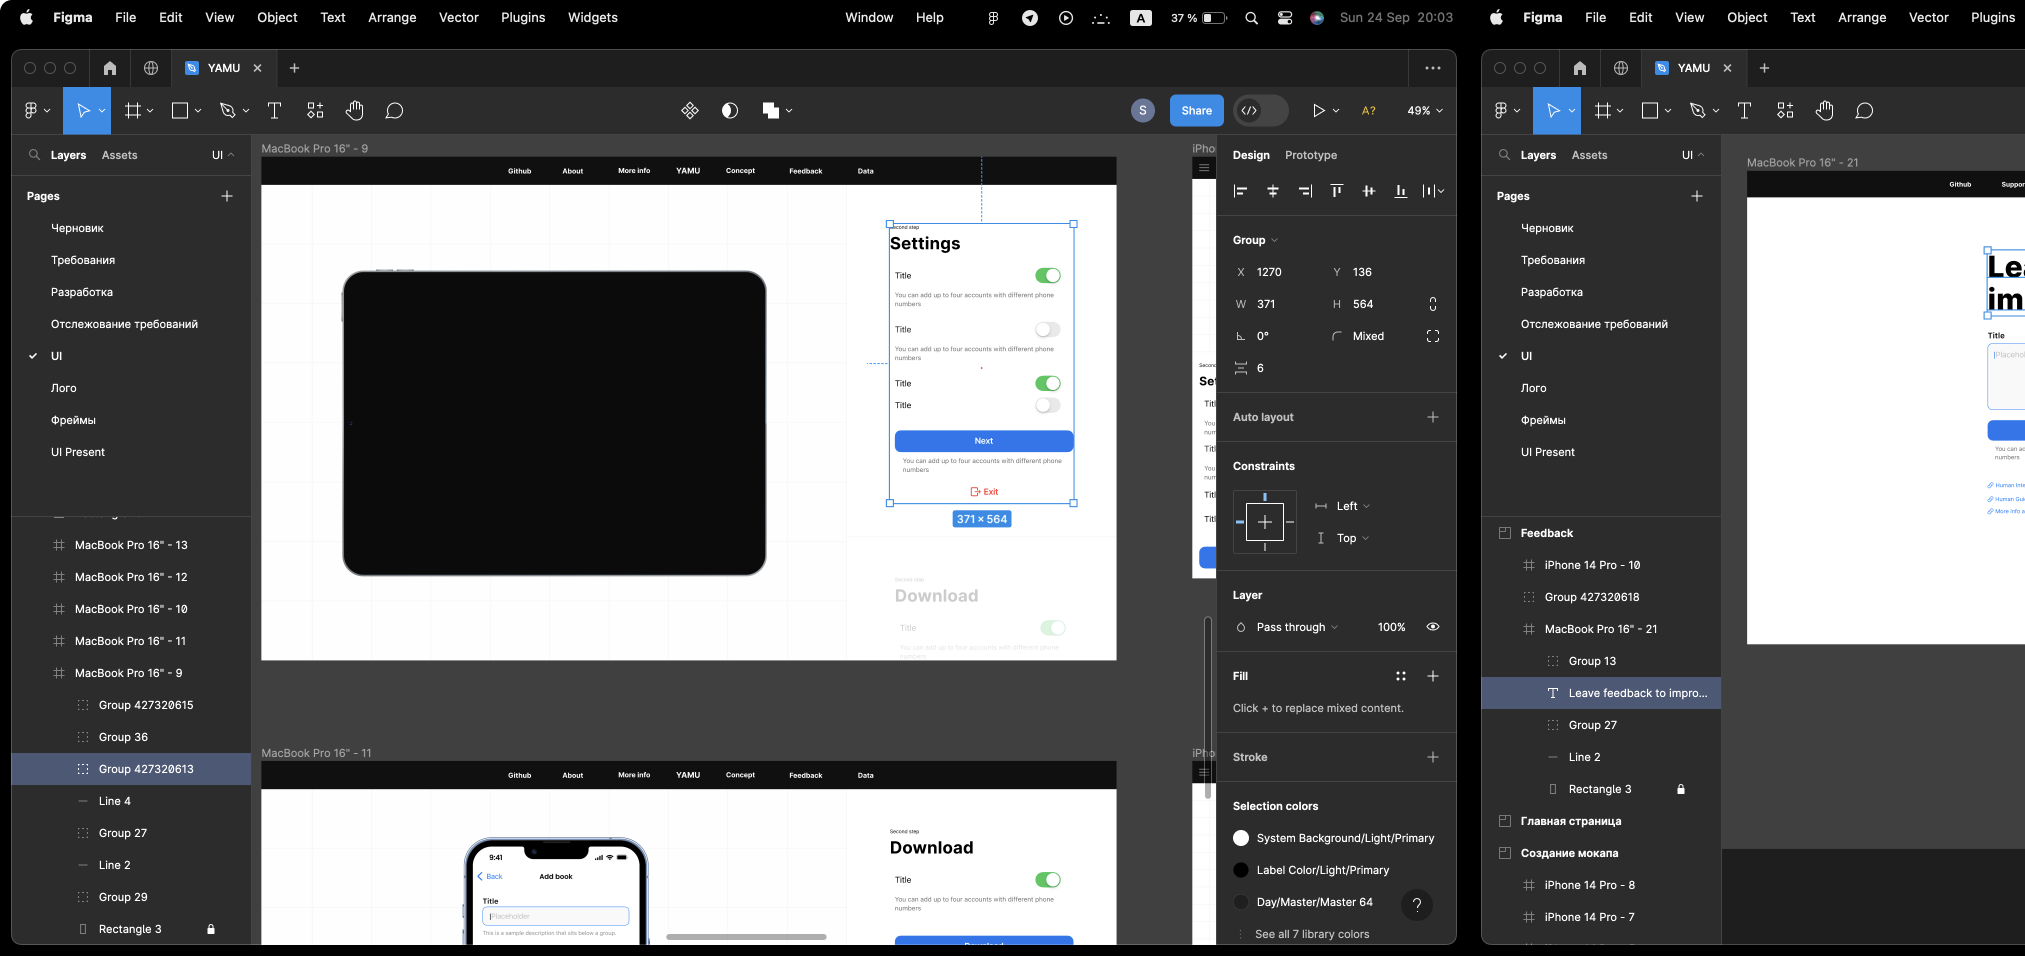 Figma File Edit View Object Text Arrange Vector Plugins Widgets Window Help A 37 % Sun 24 Sep 20:03
YAMU
S Share A? 49%
Layers Assets UI
Pages
Черновик
Требования
Разработка
Отслежование требований
UI
Лого
Фреймы
UI Present
MacBook Pro 16" - 13
MacBook Pro 16" - 12
MacBook Pro 16" - 10
MacBook Pro 16" - 11
MacBook Pro 16" - 9
Group 427320615
Group 36
Group 427320613
Line 4
Group 27
Line 2
Group 29
Rectangle 3
MacBook Pro 16" - 9
Github About More info YAMU Concept Feedback Data
Second step
Settings
Title
You can add up to four accounts with different phone
numbers
Title
You can add up to four accounts with different phone
numbers
Title
Title
Next
You can add up to four accounts with different phone
numbers
Exit
371 × 564
Second step
Download
Title
You can add up to four accounts with different phone
numbers
MacBook Pro 16" - 11
Github About More info YAMU Concept Feedback Data
9:41
Back Add book
Title
Placeholder
This is a sample description that sits below a group.
Second step
Download
Title
You can add up to four accounts with different phone
numbers
Download
Design Prototype
Group
X 1270 Y 136
W 371 H 564
0° Mixed
6
Auto layout
Constraints
Left
Top
Layer
Pass through 100%
Fill
Click + to replace mixed content.
Stroke
Selection colors
System Background/Light/Primary
Label Color/Light/Primary
Day/Master/Master 64
?
See all 7 library colors
Figma File Edit View Object Text Arrange Vector Plugins
YAMU
Layers Assets UI
Pages
Черновик
Требования
Разработка
Отслежование требований
UI
Лого
Фреймы
UI Present
Feedback
iPhone 14 Pro - 10
Group 427320618
MacBook Pro 16" - 21
Group 13
Leave feedback to impro...
Group 27
Line 2
Rectangle 3
Главная страница
Создание мокапа
iPhone 14 Pro - 8
iPhone 14 Pro - 7
MacBook Pro 16" - 21
Github Suppor
Lea
im
Title
Placehol
You can ad
numbers
Human Inte
Human Gui
More info a